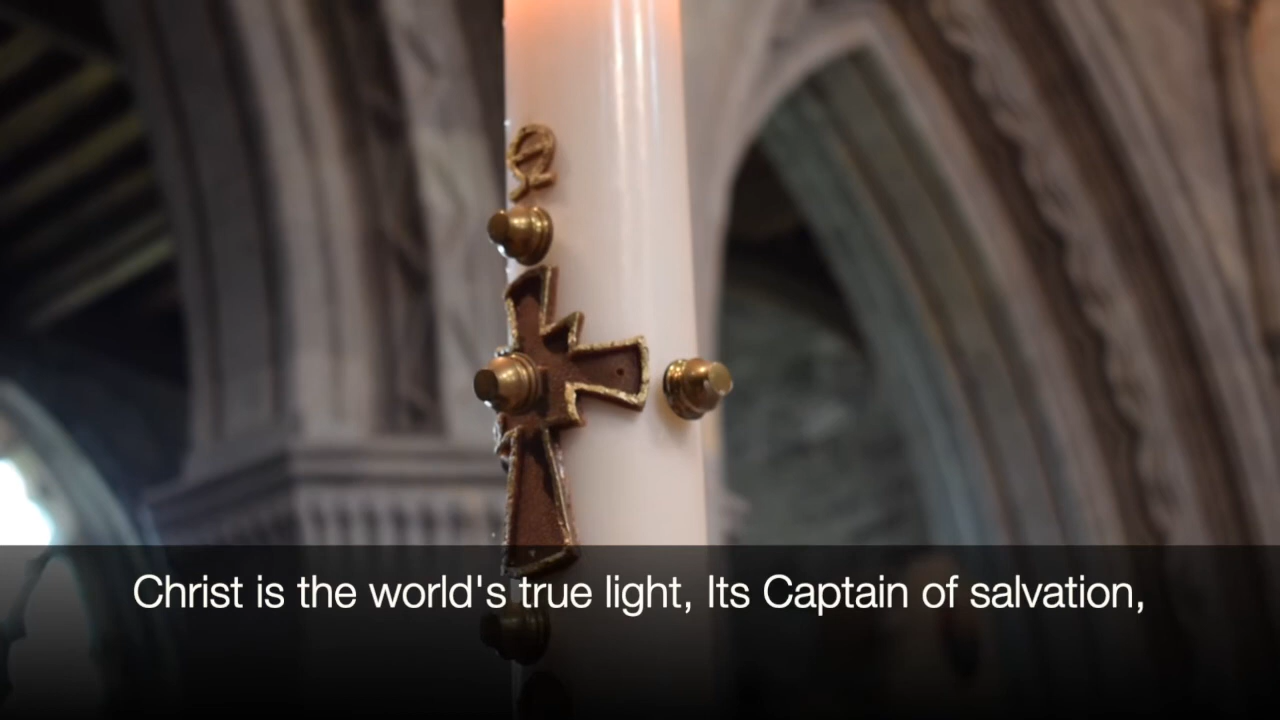 Ω
Christ is the world's true light, Its Captain of salvation,